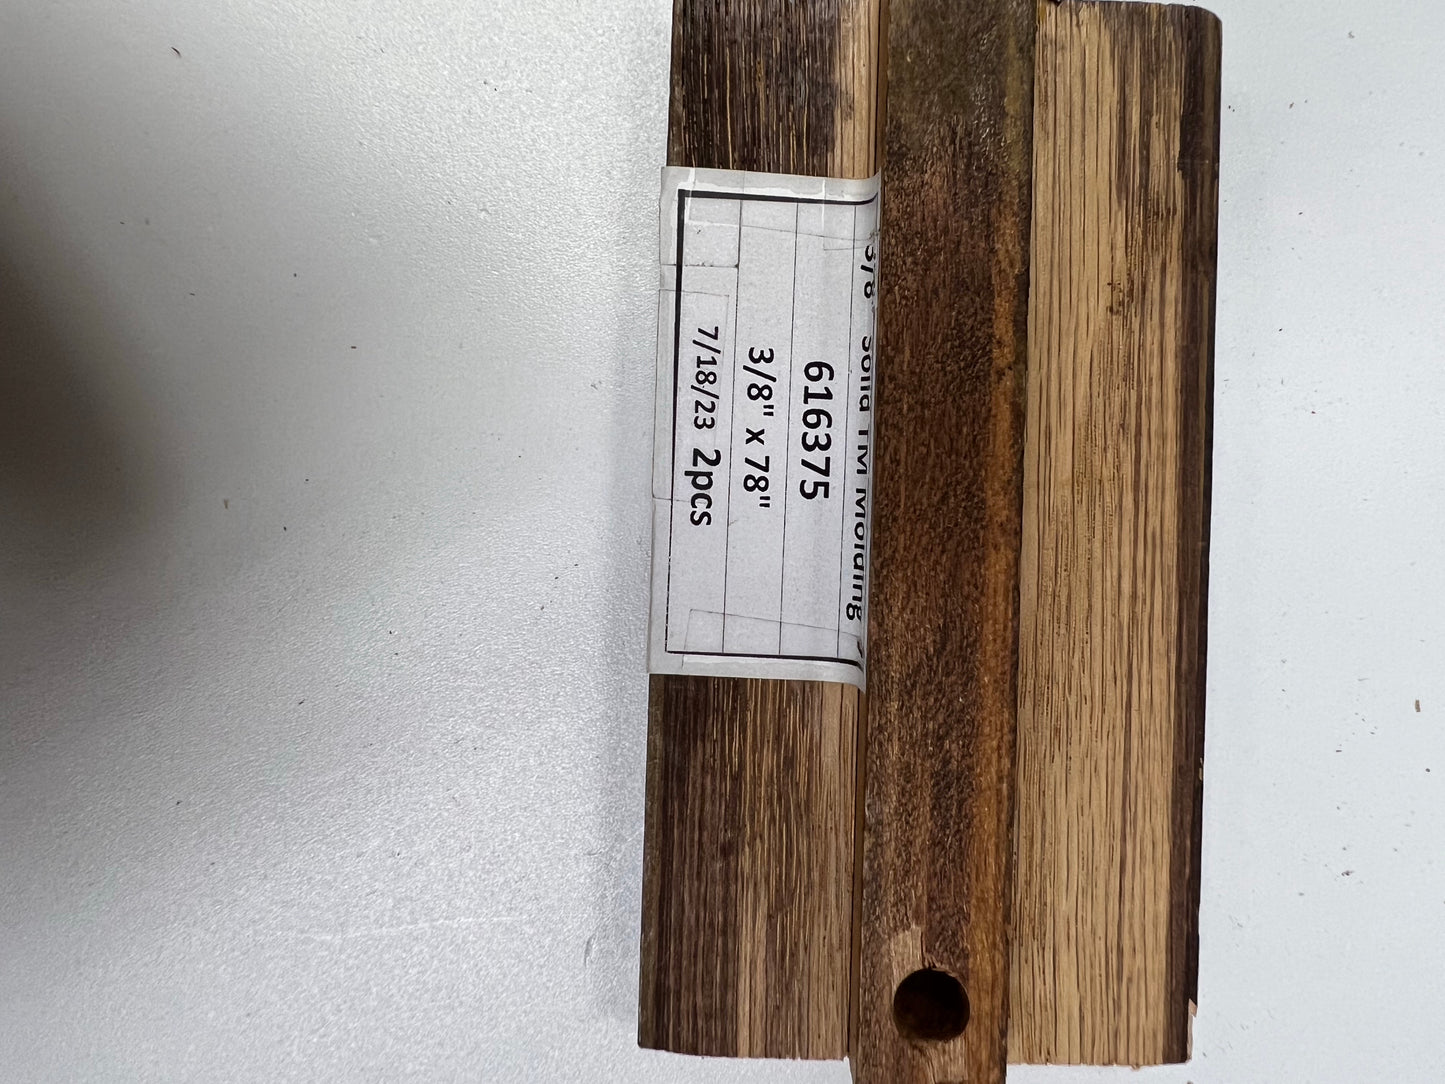 3/8" Solid TM Molding
616375
3/8" x 78"
7/18/23 2pcs